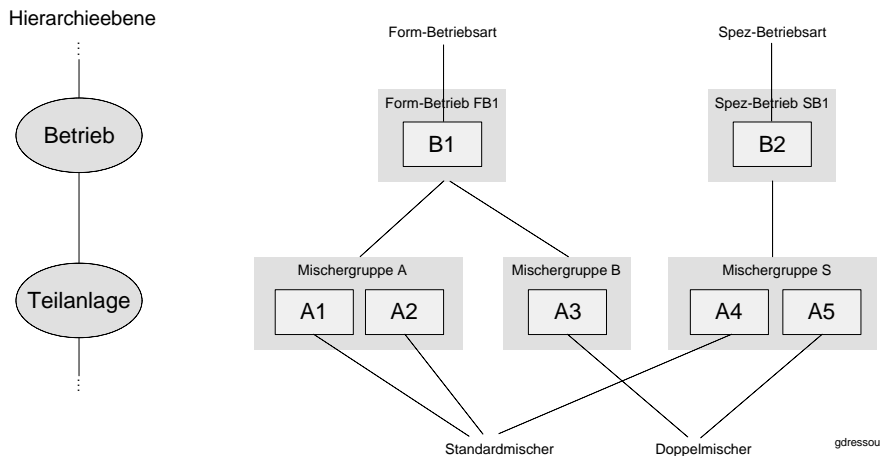 Hierarchieebene
Form-Betriebsart
Spez-Betriebsart
Form-Betrieb FB1
Spez-Betrieb SB1
Betrieb
B1
B2
Mischergruppe A
Mischergruppe B
Mischergruppe S
Teilanlage
A1
A2
A3
A4
A5
Standardmischer
Doppelmischer
gdressou